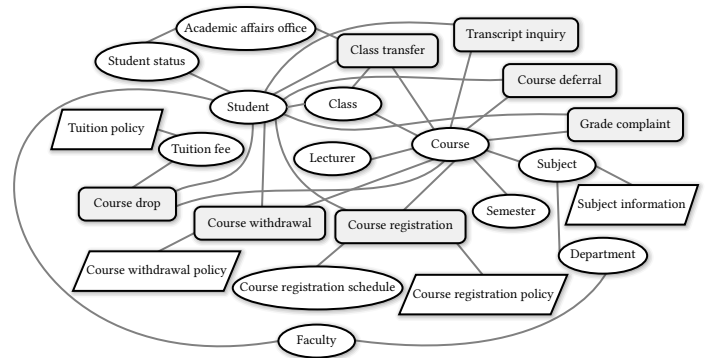 Academic affairs office
Transcript inquiry
Class transfer
Student status
Course deferral
Student
Class
Grade complaint
Tuition policy
Course
Tuition fee
Lecturer
Subject
Course drop
Subject information
Semester
Course withdrawal
Course registration
Department
Course withdrawal policy
Course registration schedule
Course registration policy
Faculty